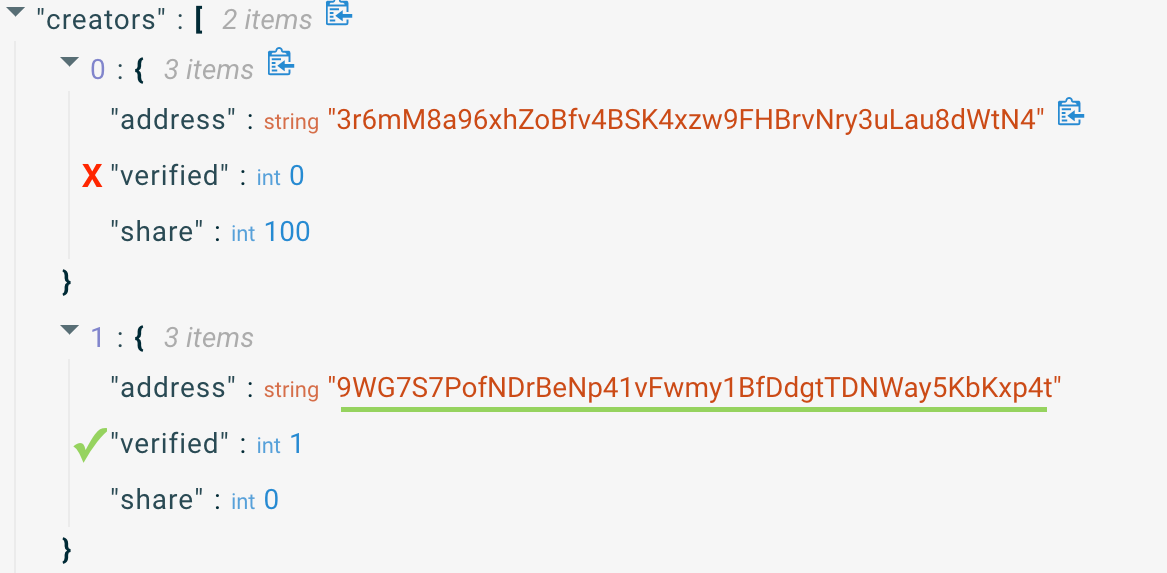 "creators" : [ 2 items
0 : { 3 items
"address" : string "3r6mM8a96xhZoBfv4BSK4xzw9FHBrvNry3uLau8dWtN4"
X "verified" : int 0
"share" : int 100
}
1 : { 3 items
"address" : string "9WG7S7PofNDrBeNp41vFwmy1BfDdgtTDNWay5KbKxp4t"
"verified" : int 1
"share" : int 0
}